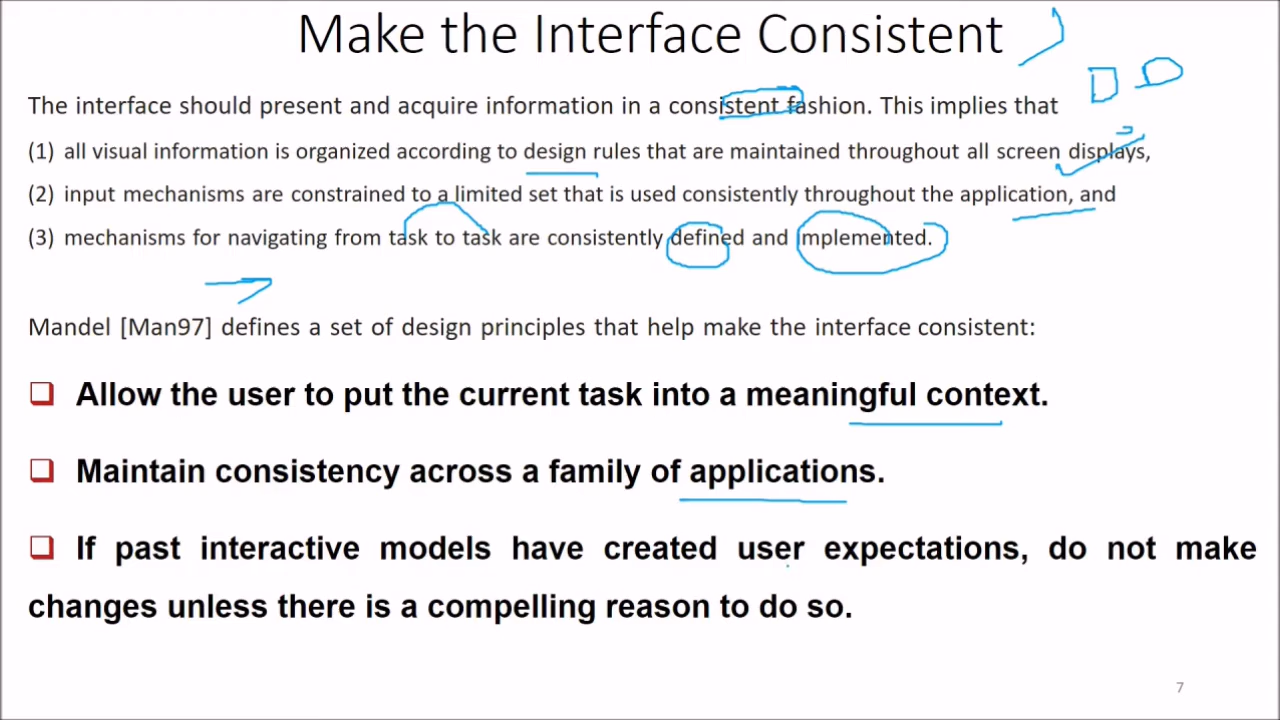 Make the Interface Consistent
The interface should present and acquire information in a consistent fashion. This implies that
(1) all visual information is organized according to design rules that are maintained throughout all screen displays,
(2) input mechanisms are constrained to a limited set that is used consistently throughout the application, and
(3) mechanisms for navigating from task to task are consistently defined and implemented.
Mandel [Man97] defines a set of design principles that help make the interface consistent:
❑ Allow the user to put the current task into a meaningful context.
❑ Maintain consistency across a family of applications.
❑ If past interactive models have created user expectations, do not make
changes unless there is a compelling reason to do so.
7